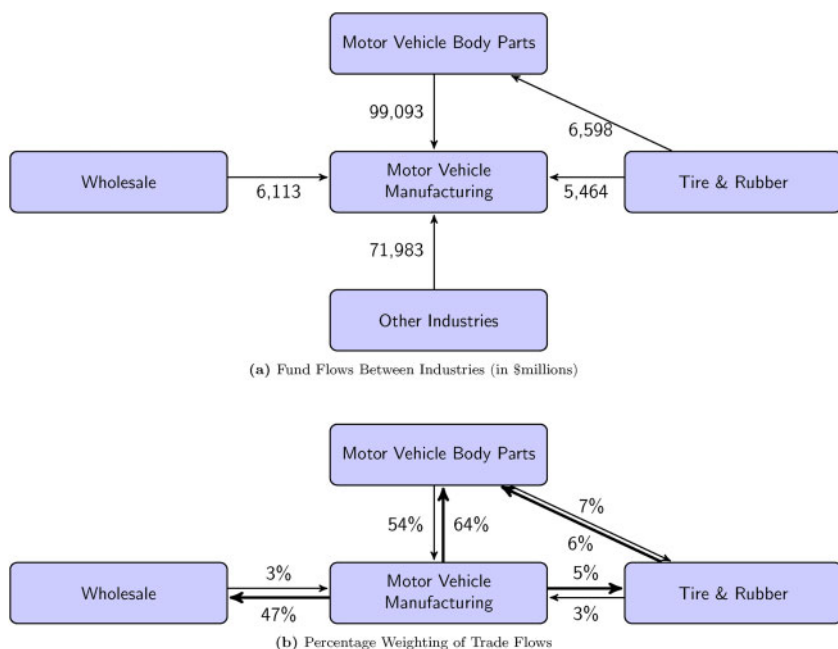 Motor Vehicle Body Parts
99,093
6,598
Wholesale
6,113
Motor Vehicle
Manufacturing
5,464
Tire & Rubber
71,983
Other Industries
(a) Fund Flows Between Industries (in $millions)
Motor Vehicle Body Parts
54%
64%
7%
6%
Wholesale
3%
47%
Motor Vehicle
Manufacturing
5%
3%
Tire & Rubber
(b) Percentage Weighting of Trade Flows